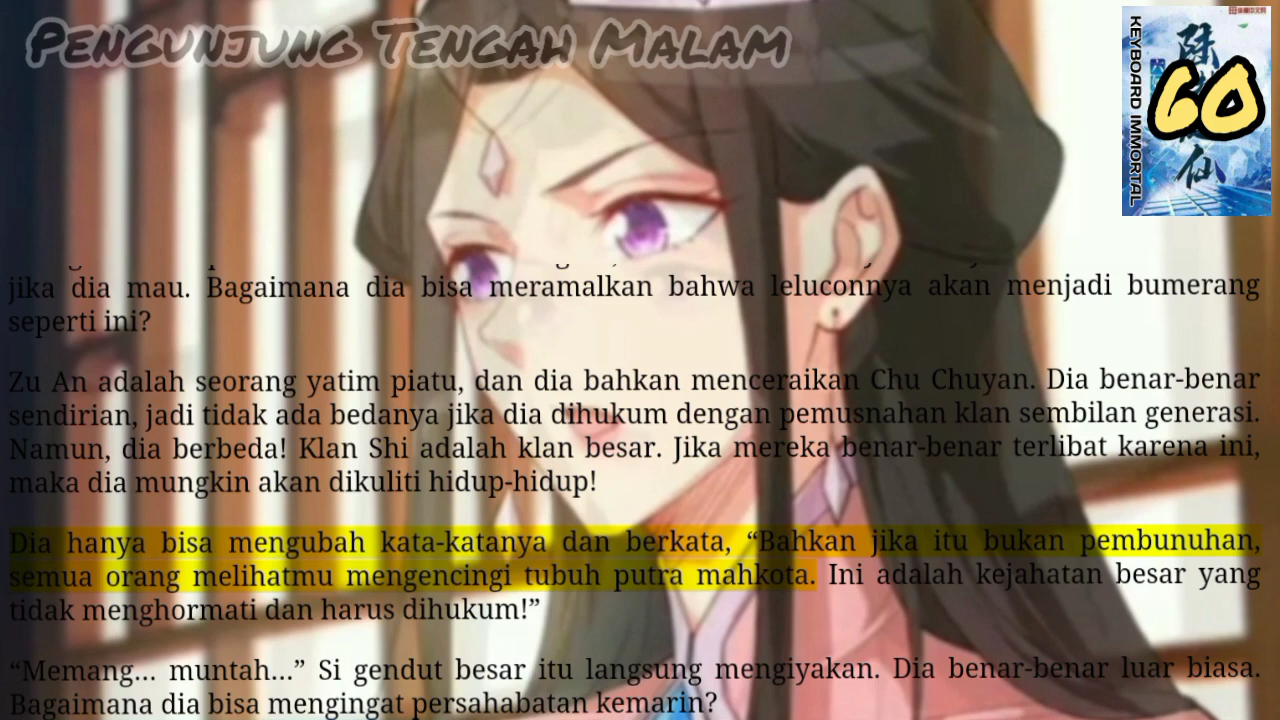 Pengunjung Tengah Malam
KEYBOARD IMMORTAL
60
jika dia mau. Bagaimana dia bisa meramalkan bahwa leluconnya akan menjadi bumerang
seperti ini?
Zu An adalah seorang yatim piatu, dan dia bahkan menceraikan Chu Chuyan. Dia benar-benar
sendirian, jadi tidak ada bedanya jika dia dihukum dengan pemusnahan klan sembilan generasi.
Namun, dia berbeda! Klan Shi adalah klan besar. Jika mereka benar-benar terlibat karena ini,
maka dia mungkin akan dikuliti hidup-hidup!
Dia hanya bisa mengubah kata-katanya dan berkata, “Bahkan jika itu bukan pembunuhan,
semua orang melihatmu mengencingi tubuh putra mahkota. Ini adalah kejahatan besar yang
tidak menghormati dan harus dihukum!”
“Memang... muntah...” Si gendut besar itu langsung mengiyakan. Dia benar-benar luar biasa.
Bagaimana dia bisa mengingat persahabatan kemarin?